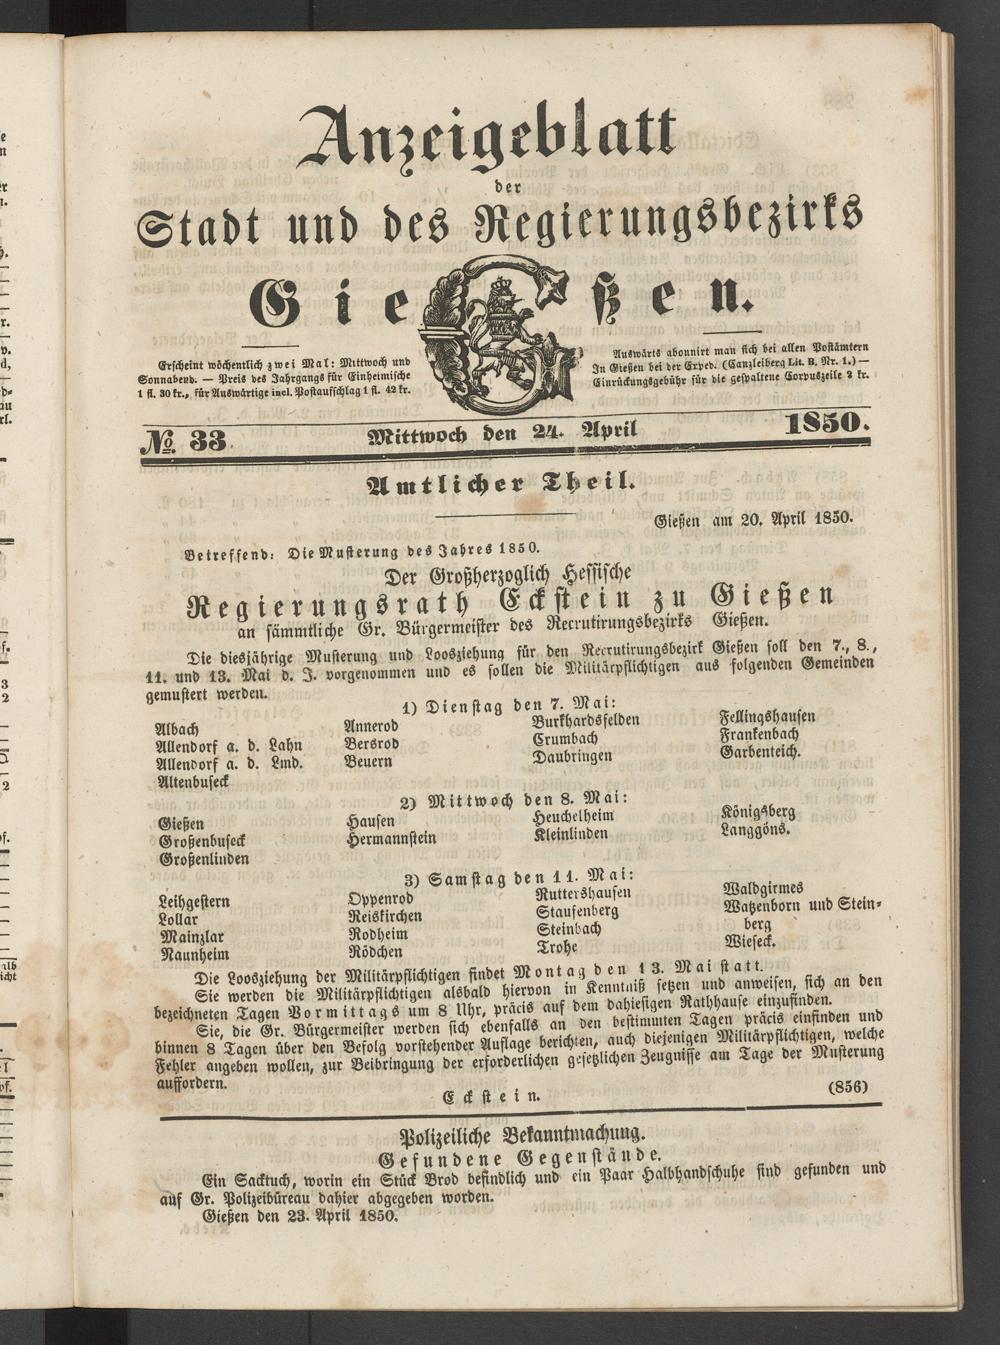 Anzeigeblatt
der
Stadt und des Regierungsbezirks
Gießen.
Erscheint wöchentlich zwei Mal: Mittwoch und
Sonnabend. — Preis des Jahrgangs für Einheimische
1 fl. 30 kr., für Auswärtige incl. Postaufschlag 1 fl. 42 kr.
Auswärts abonnirt man sich bei allen Postämtern
In Gießen bei der Exped. (Canzleiberg Lit. B. Nr. 1.) —
Einrückungsgebühr für die gespaltene Corpuszeile 2 kr.
No. 33. Mittwoch den 24. April 1850.
Amtlicher Theil.
Gießen am 20. April 1850.
Betreffend: Die Musterung des Jahres 1850.
Der Großherzoglich Hessische
Regierungsrath Eckstein zu Gießen
an sämmtliche Gr. Bürgermeister des Recrutirungsbezirks Gießen.
Die diesjährige Musterung und Loosziehung für den Recrutirungsbezirk Gießen soll den 7., 8.,
11. und 13. Mai d. J. vorgenommen und es sollen die Militärpflichtigen aus folgenden Gemeinden
gemustert werden.
1) Dienstag den 7. Mai:
Albach Annerod Burkhardsfelden Fellingshausen
Allendorf a. d. Lahn Bersrod Crumbach Frankenbach
Allendorf a. d. Lmd. Beuern Daubringen Garbenteich.
Altenbuseck
2) Mittwoch den 8. Mai:
Gießen Hausen Heuchelheim Königsberg
Großenbuseck Hermannstein Kleinlinden Langgöns.
Großenlinden
3) Samstag den 11. Mai:
Leihgestern Oppenrod Ruttershausen Waldgirmes
Lollar Reiskirchen Staufenberg Watzenborn und Stein-
Mainzlar Rodheim Steinbach berg
Naunheim Rödchen Trohe Wieseck.
Die Loosziehung der Militärpflichtigen findet Montag den 13. Mai statt.
Sie werden die Militärpflichtigen alsbald hiervon in Kenntniß setzen und anweisen, sich an den
bezeichneten Tagen Vormittags um 8 Uhr, präcis auf dem dahiesigen Rathhause einzufinden.
Sie, die Gr. Bürgermeister werden sich ebenfalls an den bestimmten Tagen präcis einfinden und
binnen 8 Tagen über den Befolg vorstehender Auflage berichten, auch diejenigen Militärpflichtigen, welche
Fehler angeben wollen, zur Beibringung der erforderlichen gesetzlichen Zeugnisse am Tage der Musterung
auffordern.
Eckstein. (856)
Polizeiliche Bekanntmachung.
Gefundene Gegenstände.
Ein Sacktuch, worin ein Stück Brod befindlich und ein Paar Halbhandschuhe sind gefunden und
auf Gr. Polizeibüreau dahier abgegeben worden.
Gießen den 23. April 1850.